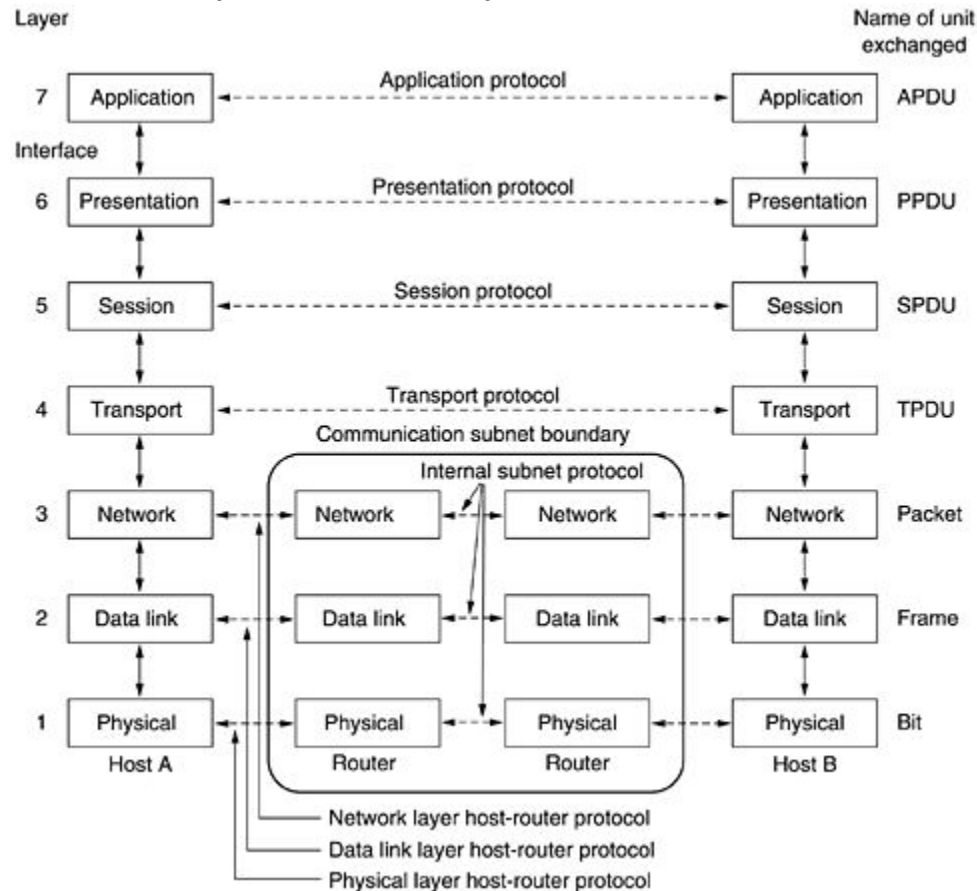 Layer
Name of unit
exchanged
7 Application Application protocol Application APDU
Interface
6 Presentation Presentation protocol Presentation PPDU
5 Session Session protocol Session SPDU
4 Transport Transport protocol Transport TPDU
Communication subnet boundary
Internal subnet protocol
3 Network Network Network Network Packet
2 Data link Data link Data link Data link Frame
1 Physical Physical Physical Physical Bit
Host A Router Router Host B
Network layer host-router protocol
Data link layer host-router protocol
Physical layer host-router protocol